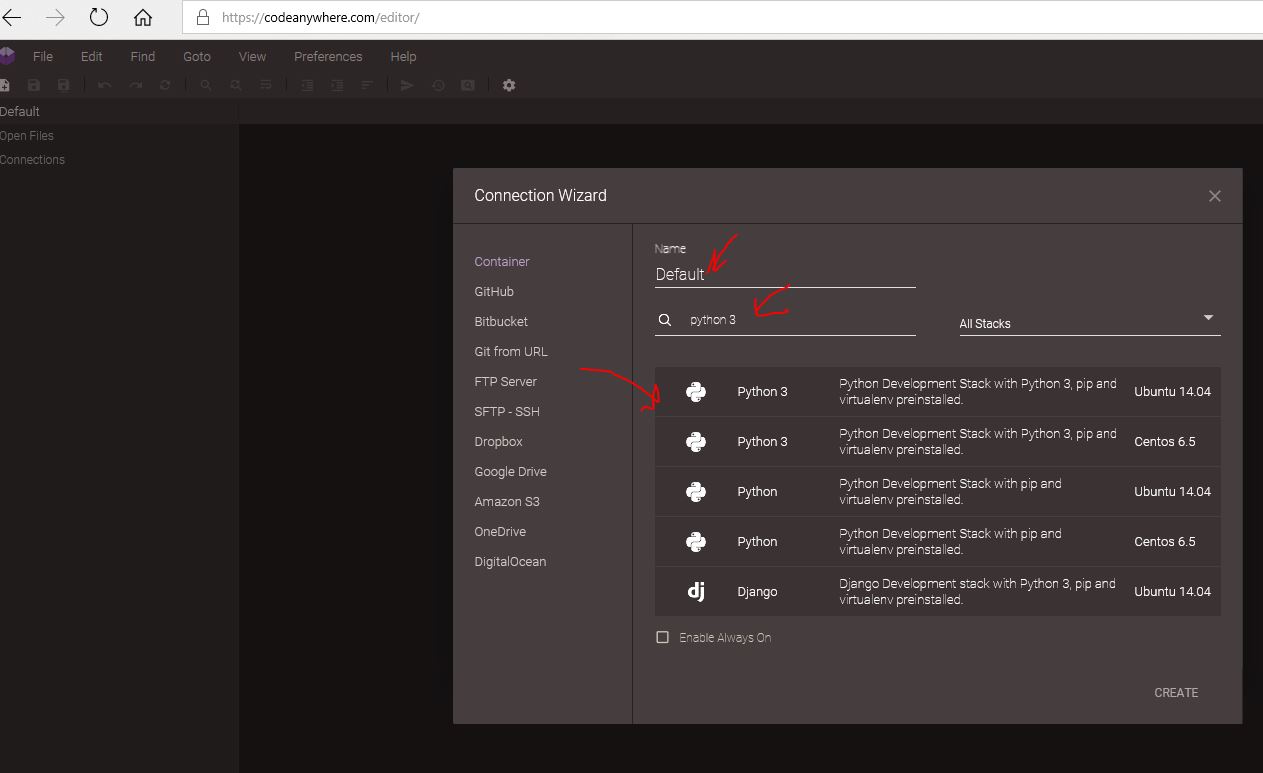 https://codeanywhere.com/editor/
File Edit Find Goto View Preferences Help
Default
Open Files
Connections
Connection Wizard
Container
GitHub
Bitbucket
Git from URL
FTP Server
SFTP - SSH
Dropbox
Google Drive
Amazon S3
OneDrive
DigitalOcean
Name
Default
python 3
All Stacks
Python 3 Python Development Stack with Python 3, pip and Ubuntu 14.04
virtualenv preinstalled.
Python 3 Python Development Stack with Python 3, pip and Centos 6.5
virtualenv preinstalled.
Python Python Development Stack with pip and Ubuntu 14.04
virtualenv preinstalled.
Python Python Development Stack with pip and Centos 6.5
virtualenv preinstalled.
dj Django Django Development stack with Python 3, pip and Ubuntu 14.04
virtualenv preinstalled.
Enable Always On
CREATE